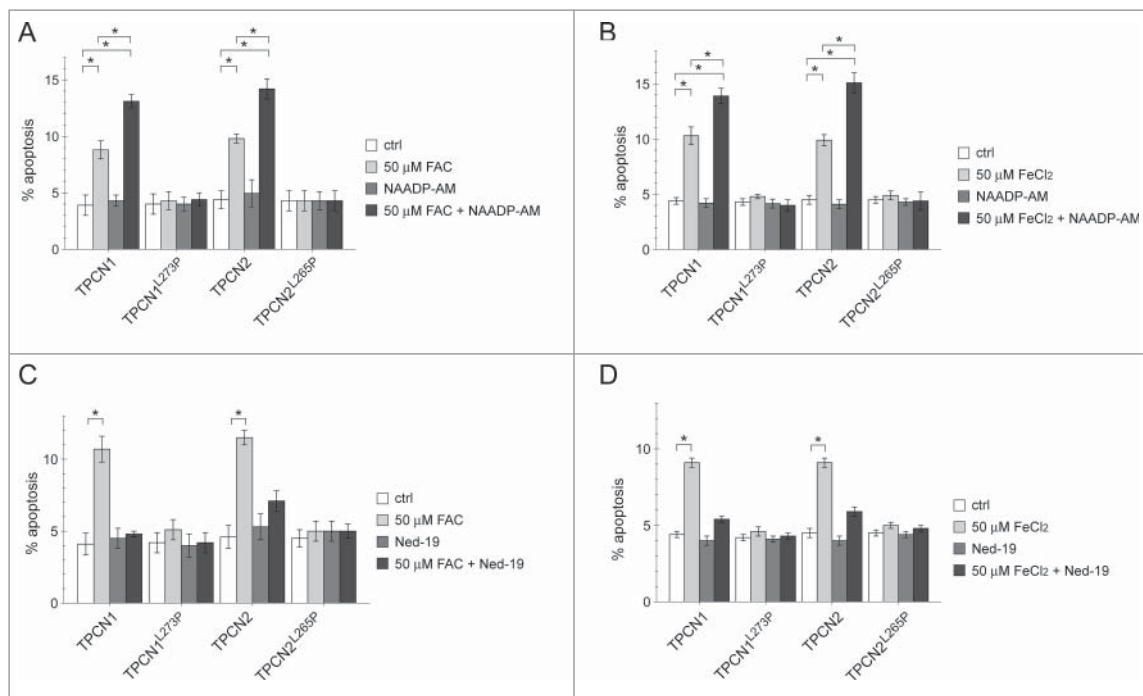 A
* * * * * *
% apoptosis
15
10
5
0
TPCN1
TPCN1L273P
TPCN2
TPCN2L265P
ctrl
50 µM FAC
NAADP-AM
50 µM FAC + NAADP-AM
B
* * * * * *
% apoptosis
15
10
5
0
TPCN1
TPCN1L273P
TPCN2
TPCN2L265P
ctrl
50 µM FeCl2
NAADP-AM
50 µM FeCl2 + NAADP-AM
C
* *
% apoptosis
10
5
0
TPCN1
TPCN1L273P
TPCN2
TPCN2L265P
ctrl
50 µM FAC
Ned-19
50 µM FAC + Ned-19
D
* *
% apoptosis
10
5
0
TPCN1
TPCN1L273P
TPCN2
TPCN2L265P
ctrl
50 µM FeCl2
Ned-19
50 µM FeCl2 + Ned-19